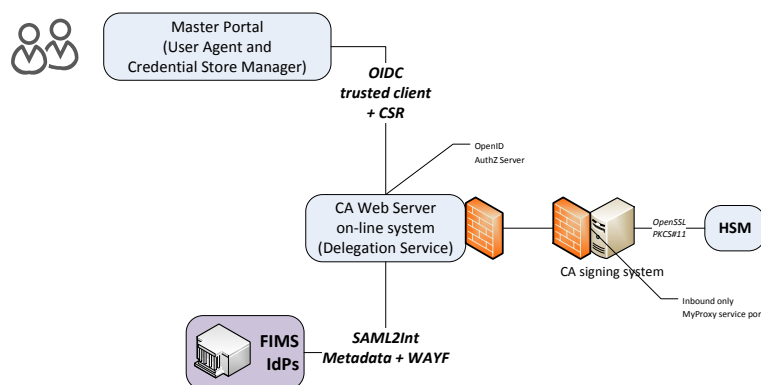 Master Portal
(User Agent and
Credential Store Manager)
OIDC
trusted client
+ CSR
OpenID
AuthZ Server
CA Web Server
on-line system
(Delegation Service)
OpenSSL
PKCS#11
HSM
CA signing system
Inbound only
MyProxy service por
FIMS
IdPs
SAML2Int
Metadata + WAYF